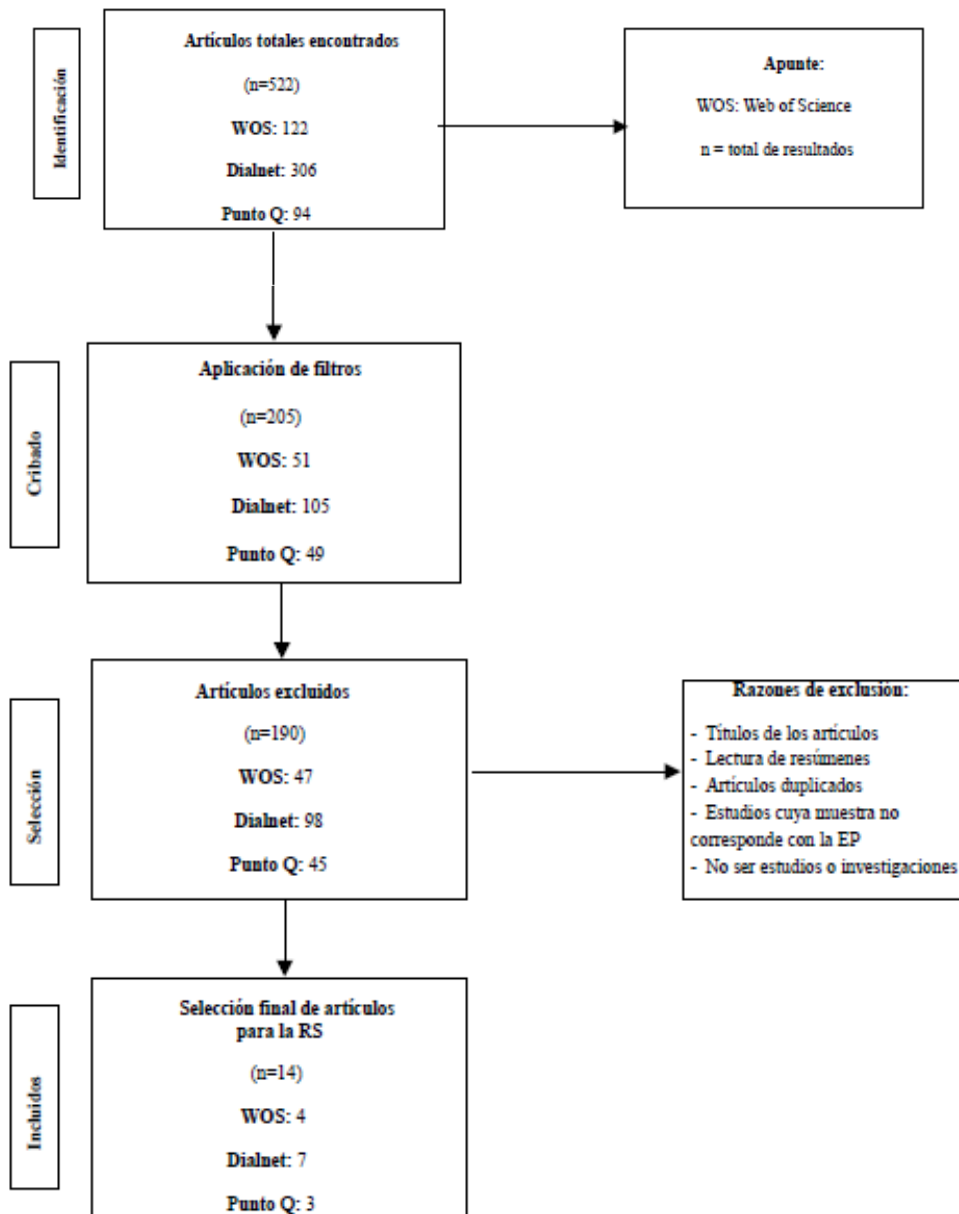 Identificación
Artículos totales encontrados
(n=522)
WOS: 122
Dialnet: 306
Punto Q: 94
Apunte:
WOS: Web of Science
n = total de resultados
Cribado
Aplicación de filtros
(n=205)
WOS: 51
Dialnet: 105
Punto Q: 49
Selección
Artículos excluidos
(n=190)
WOS: 47
Dialnet: 98
Punto Q: 45
Razones de exclusión:
- Títulos de los artículos
- Lectura de resúmenes
- Artículos duplicados
- Estudios cuya muestra no
corresponde con la EP
- No ser estudios o investigaciones
Incluidos
Selección final de artículos
para la RS
(n=14)
WOS: 4
Dialnet: 7
Punto Q: 3